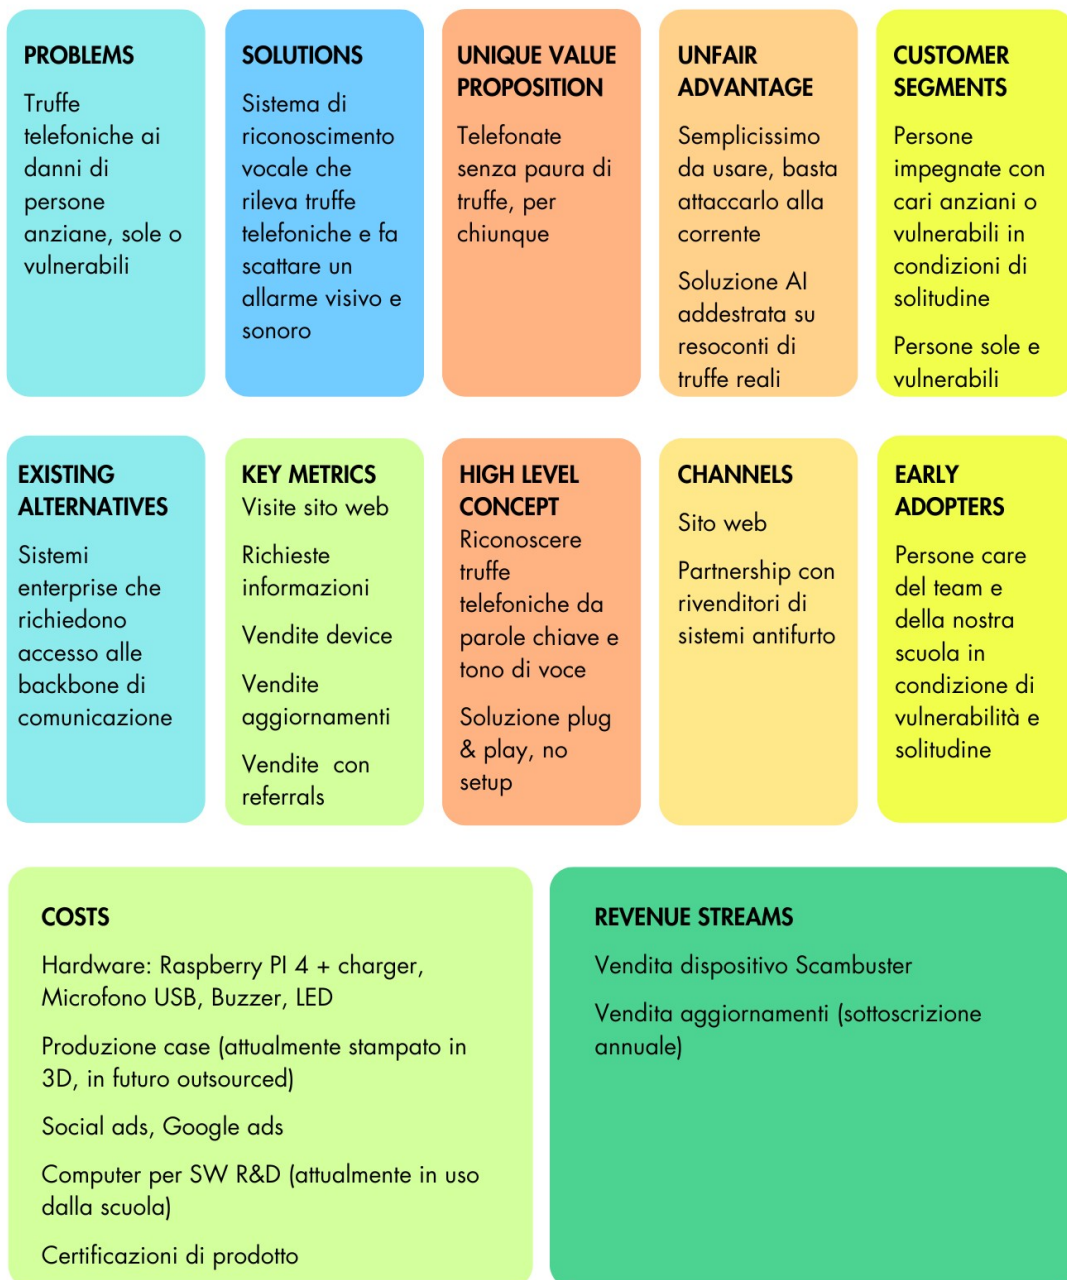 PROBLEMS
Truffe
telefoniche ai
danni di
persone
anziane, sole o
vulnerabili
SOLUTIONS
Sistema di
riconoscimento
vocale che
rileva truffe
telefoniche e fa
scattare un
allarme visivo e
sonoro
UNIQUE VALUE
PROPOSITION
Telefonate
senza paura di
truffe, per
chiunque
UNFAIR
ADVANTAGE
Semplicissimo
da usare, basta
attaccarlo alla
corrente
Soluzione AI
addestrata su
resoconti di
truffe reali
CUSTOMER
SEGMENTS
Persone
impegnate con
cari anziani o
vulnerabili in
condizioni di
solitudine
Persone sole e
vulnerabili
EXISTING
ALTERNATIVES
Sistemi
enterprise che
richiedono
accesso alle
backbone di
comunicazione
KEY METRICS
Visite sito web
Richieste
informazioni
Vendite device
Vendite
aggiornamenti
Vendite con
referrals
HIGH LEVEL
CONCEPT
Riconoscere
truffe
telefoniche da
parole chiave e
tono di voce
Soluzione plug
& play, no
setup
CHANNELS
Sito web
Partnership con
rivenditori di
sistemi antifurto
EARLY
ADOPTERS
Persone care
del team e
della nostra
scuola in
condizione di
vulnerabilità e
solitudine
COSTS
Hardware: Raspberry PI 4 + charger,
Microfono USB, Buzzer, LED
Produzione case (attualmente stampato in
3D, in futuro outsourced)
Social ads, Google ads
Computer per SW R&D (attualmente in uso
dalla scuola)
Certificazioni di prodotto
REVENUE STREAMS
Vendita dispositivo Scambuster
Vendita aggiornamenti (sottoscrizione
annuale)